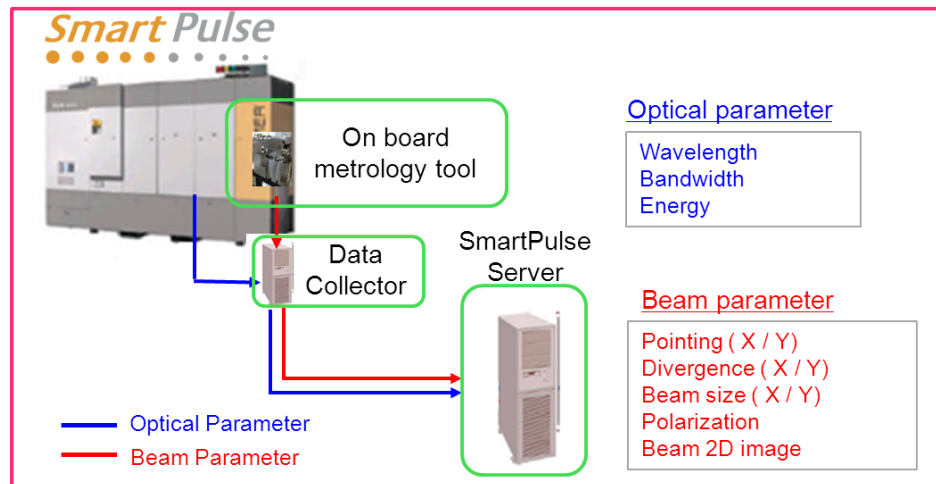 Smart Pulse
On board
metrology tool
Data
Collector
SmartPulse
Server
Optical Parameter
Beam Parameter
Optical parameter
Wavelength
Bandwidth
Energy
Beam parameter
Pointing ( X / Y)
Divergence ( X / Y)
Beam size ( X / Y)
Polarization
Beam 2D image